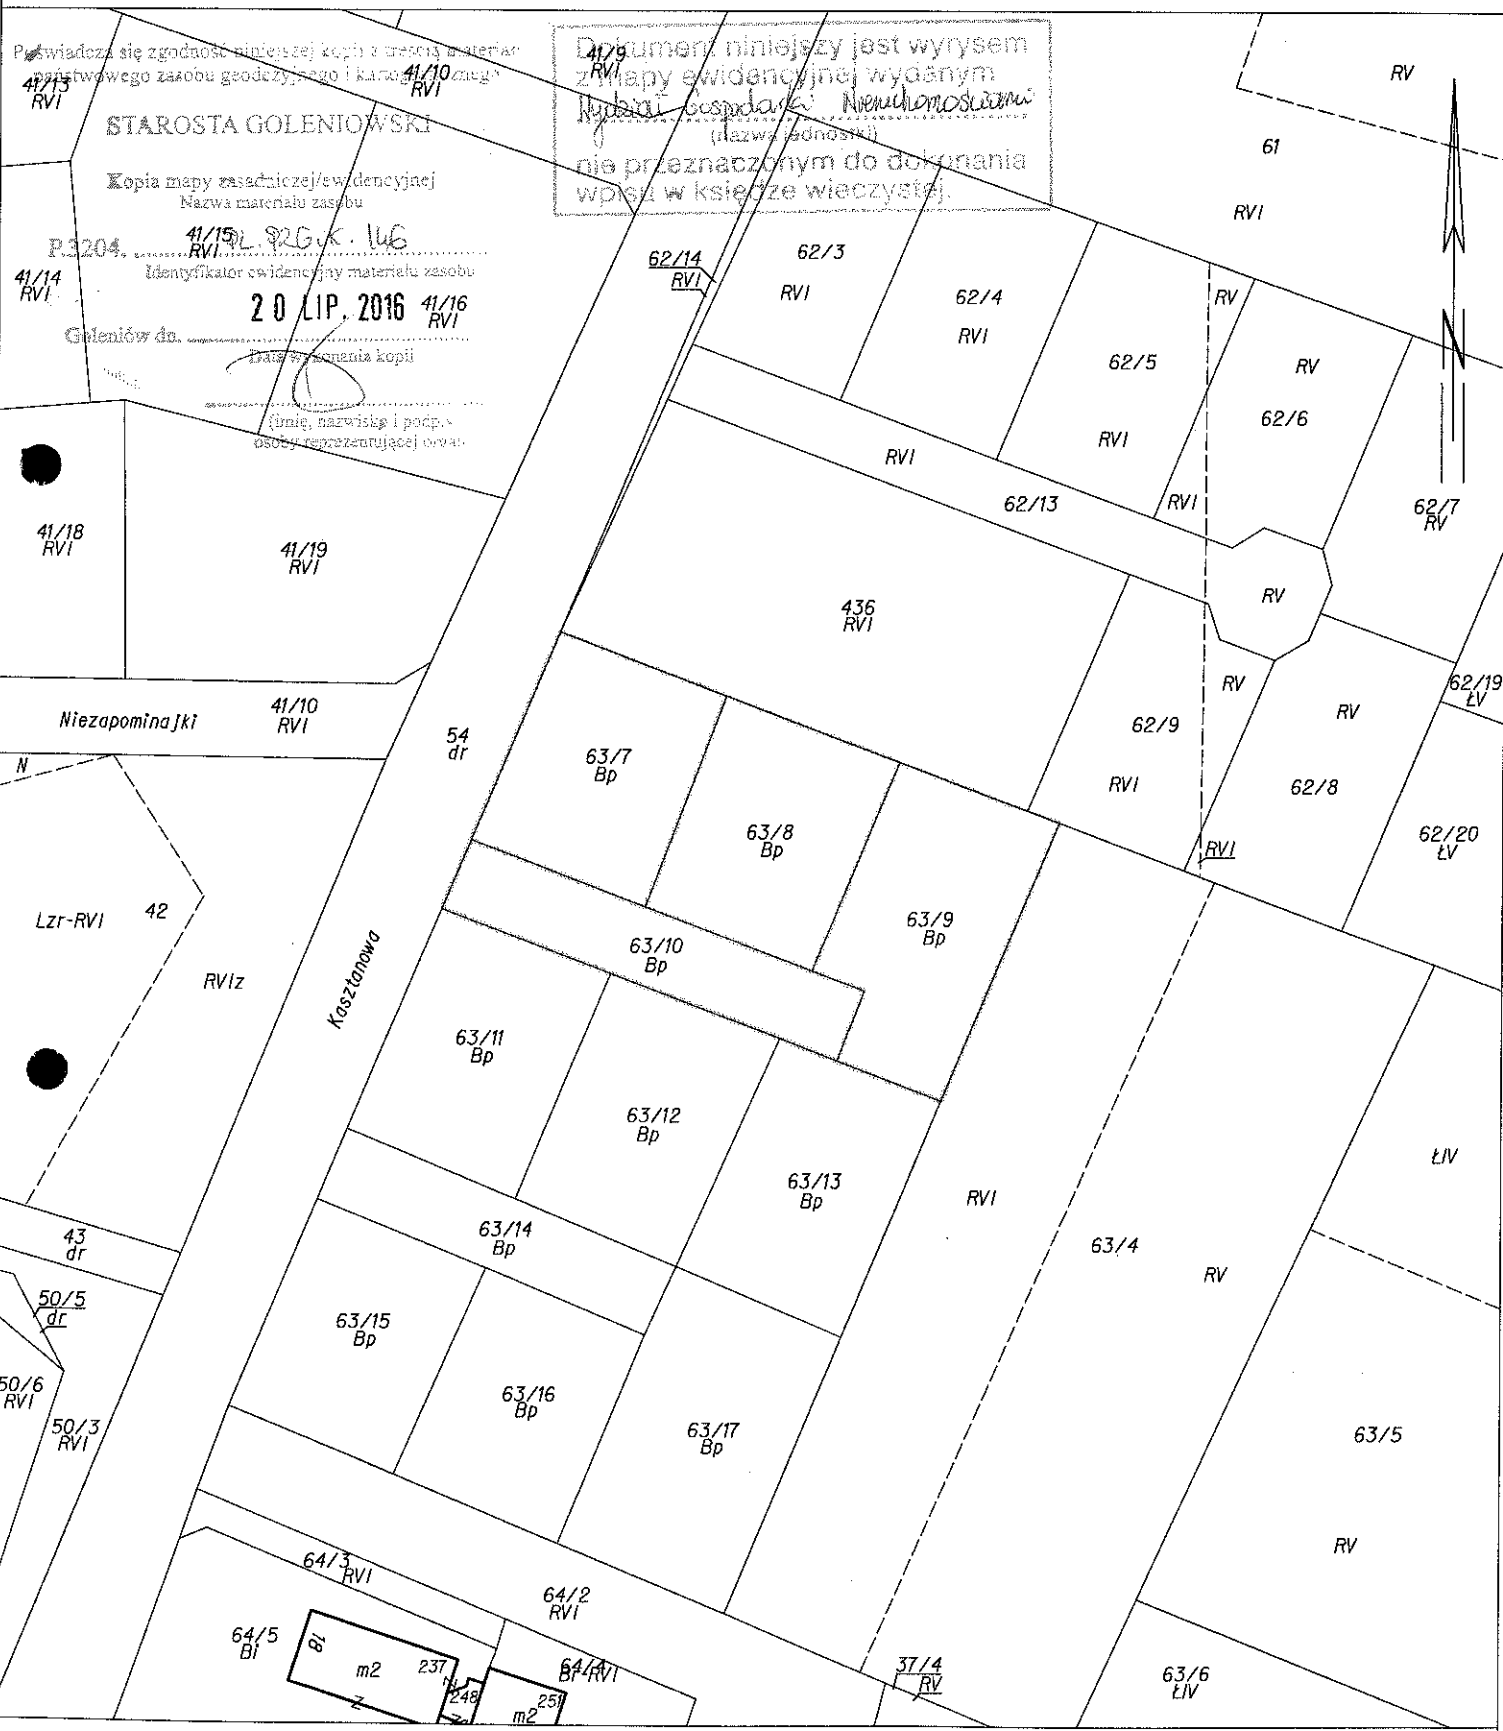 Poświadcza się zgodność niniejszej kopii z treścią materiału
państwowego zasobu geodezyjnego i kartograficznego
STAROSTA GOLENIOWSKI
Kopia mapy zasadniczej/ewidencyjnej
Nazwa materiału zasobu
P.3204.
Identyfikator ewidencyjny materiału zasobu
20 LIP. 2016
Goleniów dn.
Data wykonania kopii
(imię, nazwisko i podpis
osoby reprezentującej organ
Dokument niniejszy jest wyrysem
z mapy ewidencyjnej wydanym
(nazwa jednostki)
nie przeznaczonym do dokonania
wpisu w księdze wieczystej.
41/13
RVI
41/10
RVI
41/9
RVI
RV
61
RVI
41/15
RVI
41/14
RVI
41/16
RVI
62/14
RVI
62/3
RVI
62/4
RVI
62/5
RVI
RV
RV
62/6
RVI
N
62/7
RV
RVI
62/13
RV
41/18
RVI
41/19
RVI
436
RVI
Niezapominajki
41/10
RVI
54
dr
62/9
RV
RVI
RV
62/8
62/19
ŁV
62/20
ŁV
RVI
N
63/7
Bp
63/8
Bp
63/9
Bp
Lzr-RVI
42
RVIz
Kasztanowa
63/10
Bp
63/11
Bp
63/12
Bp
63/13
Bp
RVI
63/4
RV
ŁIV
43
dr
63/14
Bp
50/5
dr
63/15
Bp
63/16
Bp
63/17
Bp
50/6
RVI
50/3
RVI
63/5
RV
64/3
RVI
64/2
RVI
64/5
Bi
18
m2
237
248
64/4
Br-RVI
251
m2
37/4
RV
63/6
ŁIV